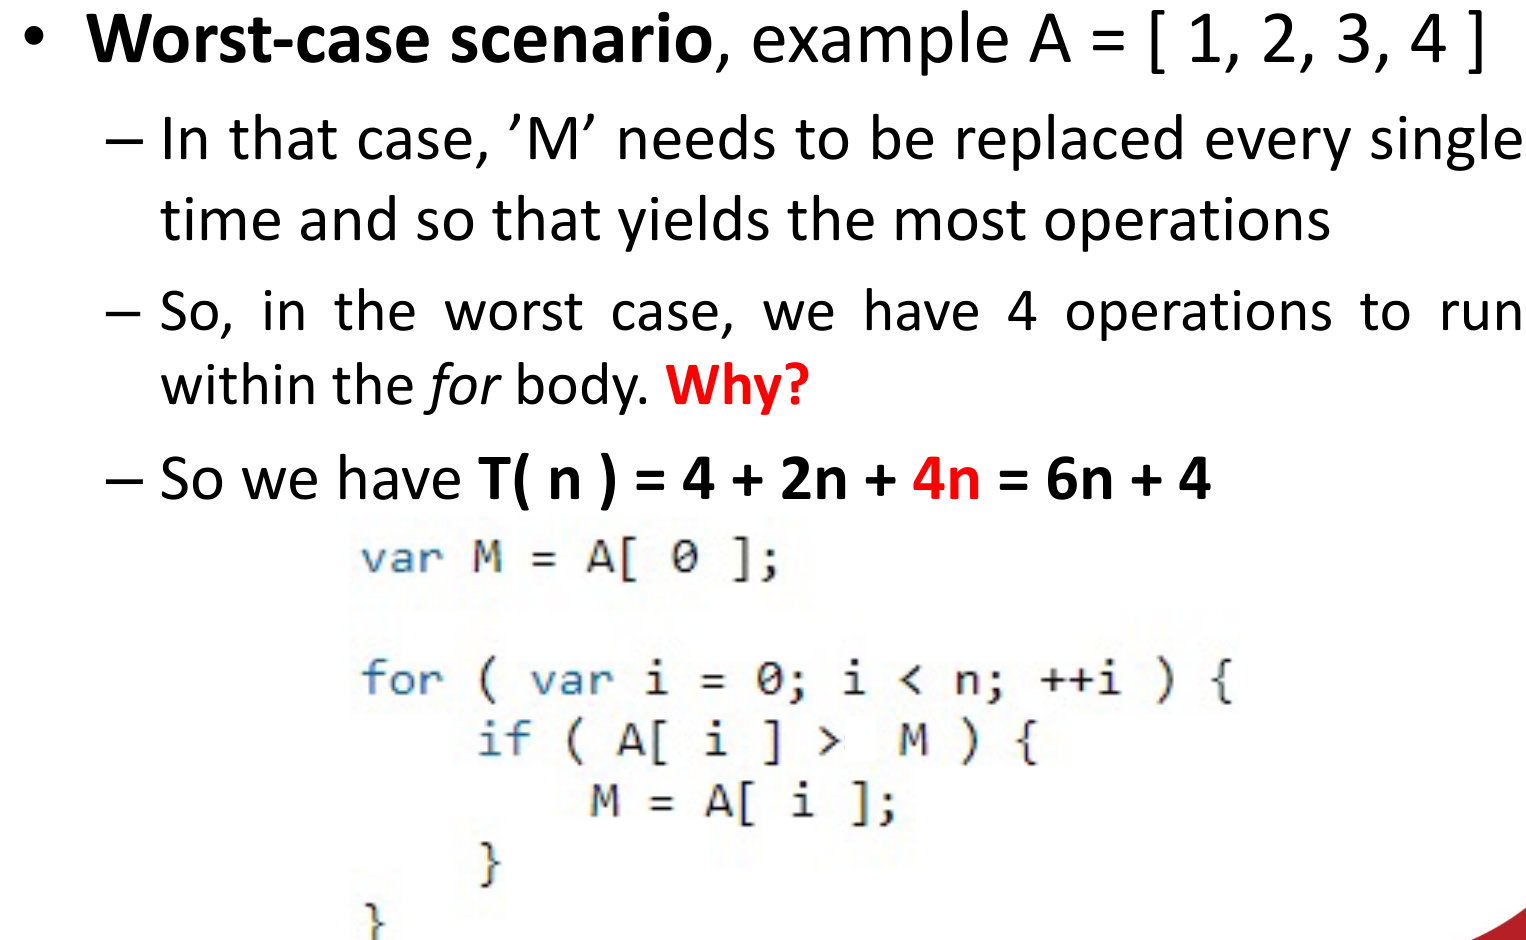 • Worst-case scenario, example A = [ 1, 2, 3, 4 ]
– In that case, ’M’ needs to be replaced every single
time and so that yields the most operations
– So, in the worst case, we have 4 operations to run
within the for body. Why?
– So we have T( n ) = 4 + 2n + 4n = 6n + 4
var M = A[ 0 ];
for ( var i = 0; i < n; ++i ) {
if ( A[ i ] > M ) {
M = A[ i ];
}
}